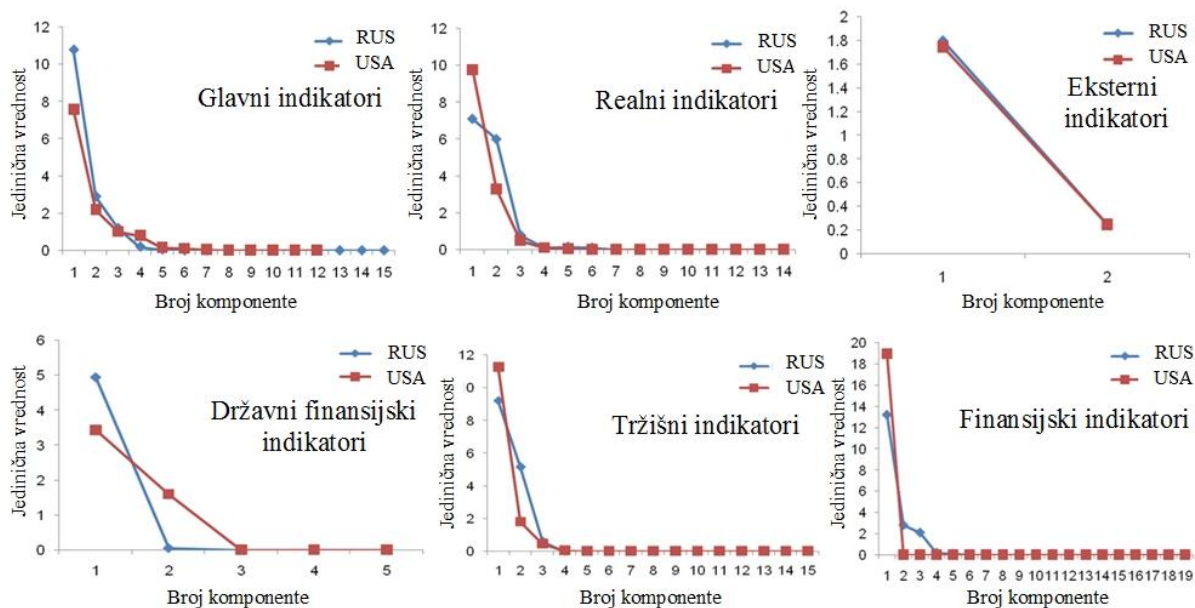 12
10
8
6
4
2
0
Jedinična vrednost
RUS
USA
Glavni indikatori
1 2 3 4 5 6 7 8 9 10 11 12 13 14 15
Broj komponente
12
10
8
6
4
2
0
Jedinična vrednost
RUS
USA
Realni indikatori
1 2 3 4 5 6 7 8 9 10 11 12 13 14
Broj komponente
2
1.8
1.6
1.4
1.2
1
0.8
0.6
0.4
0.2
0
Jedinična vrednost
RUS
USA
Eksterni
indikatori
1 2
Broj komponente
6
5
4
3
2
1
0
Jedinična vrednost
RUS
USA
Državni finansijski
indikatori
1 2 3 4 5
Broj komponente
12
0
8
6
4
2
0
Jedinična vrednost
RUS
USA
Tržišni indikatori
1 2 3 4 5 6 7 8 9 10 11 12 13 14 15
Broj komponente
20
18
16
14
12
10
8
6
4
2
0
Jedinična vrednost
RUS
USA
Finansijski indikatori
1 2 3 4 5 6 7 8 9 10 11 12 13 14 15 16 17 18 19
Broj komponente